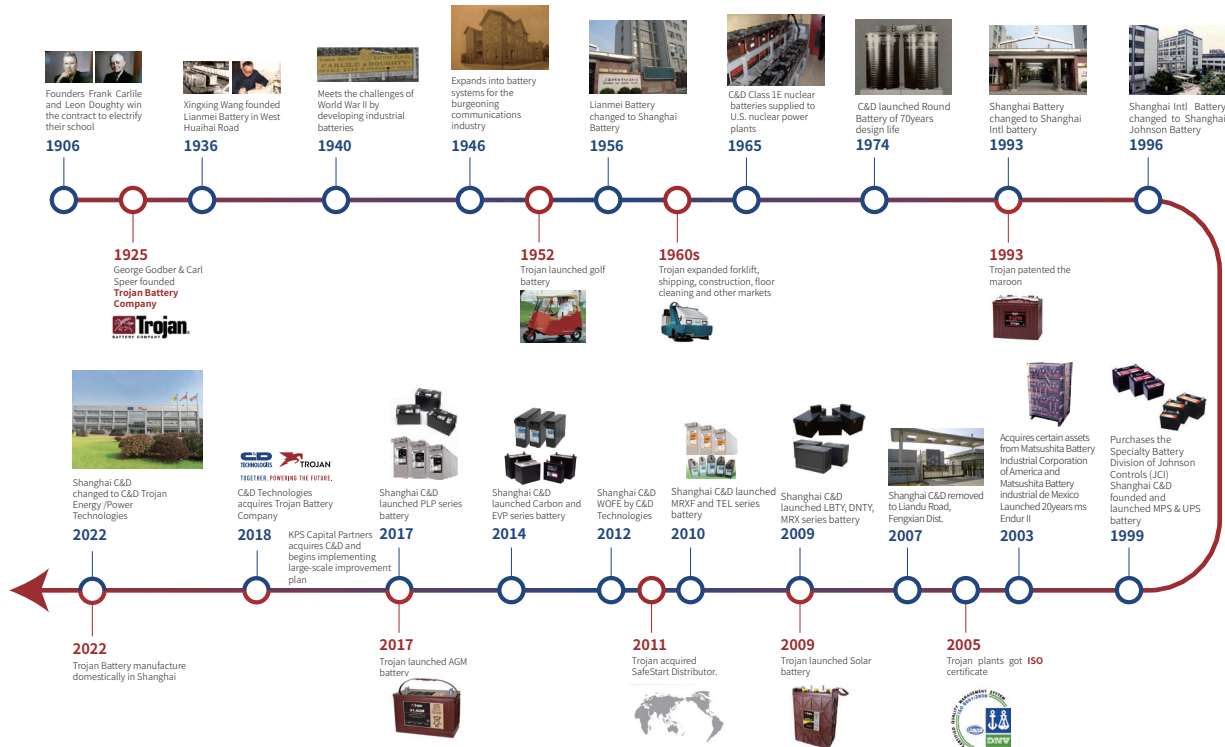 Founders Frank Carlile
and Leon Doughty win
the contract to electrify
their school
1906
Xingxing Wang founded
Lianmei Battery in West
Huaihai Road
1936
CARLILE & DOUGHTY
Meets the challenges of
World War II by
developing industrial
batteries
1940
Expands into battery
systems for the
burgeoning
communications
industry
1946
Lianmei Battery
changed to Shanghai
Battery
1956
C&D Class 1E nuclear
batteries supplied to
U.S. nuclear power
plants
1965
C&D launched Round
Battery of 70years
design life
1974
Shanghai Battery
changed to Shanghai
Intl battery
1993
Shanghai Intl Battery
changed to Shanghai
Johnson Battery
1996
1925
George Godber & Carl
Speer founded
Trojan Battery
Company
Trojan®
BATTERY COMPANY
1952
Trojan launched golf
battery
1960s
Trojan expanded forklift,
shipping, construction, floor
cleaning and other markets
1993
Trojan patented the
maroon
Shanghai C&D
changed to C&D Trojan
Energy /Power
Technologies
2022
C&D
TECHNOLOGIES
TROJAN
TOGETHER, POWERING THE FUTURE.
C&D Technologies
acquires Trojan Battery
Company
2018
KPS Capital Partners
acquires C&D and
begins implementing
large-scale improvement
plan
Shanghai C&D
launched PLP series
battery
2017
Shanghai C&D
launched Carbon and
EVP series battery
2014
Shanghai C&D
WOFE by C&D
Technologies
2012
Shanghai C&D launched
MRXF and TEL series
battery
2010
Shanghai C&D
launched LBTY, DNTY,
MRX series battery
2009
Shanghai C&D removed
to Liandu Road,
Fengxian Dist.
2007
Acquires certain assets
from Matsushita Battery
Industrial Corporation
of America and
Matsushita Battery
industrial de Mexico
Launched 20years ms
Endur II
2003
Purchases the
Specialty Battery
Division of Johnson
Controls (JCI)
Shanghai C&D
founded and
launched MPS & UPS
battery
1999
2022
Trojan Battery manufacture
domestically in Shanghai
2017
Trojan launched AGM
battery
2011
Trojan acquired
SafeStart Distributor.
2009
Trojan launched Solar
battery
2005
Trojan plants got ISO
certificate
CERTIFIED QUALITY MANAGEMENT SYSTEM
ISO 9001:2008
DNV